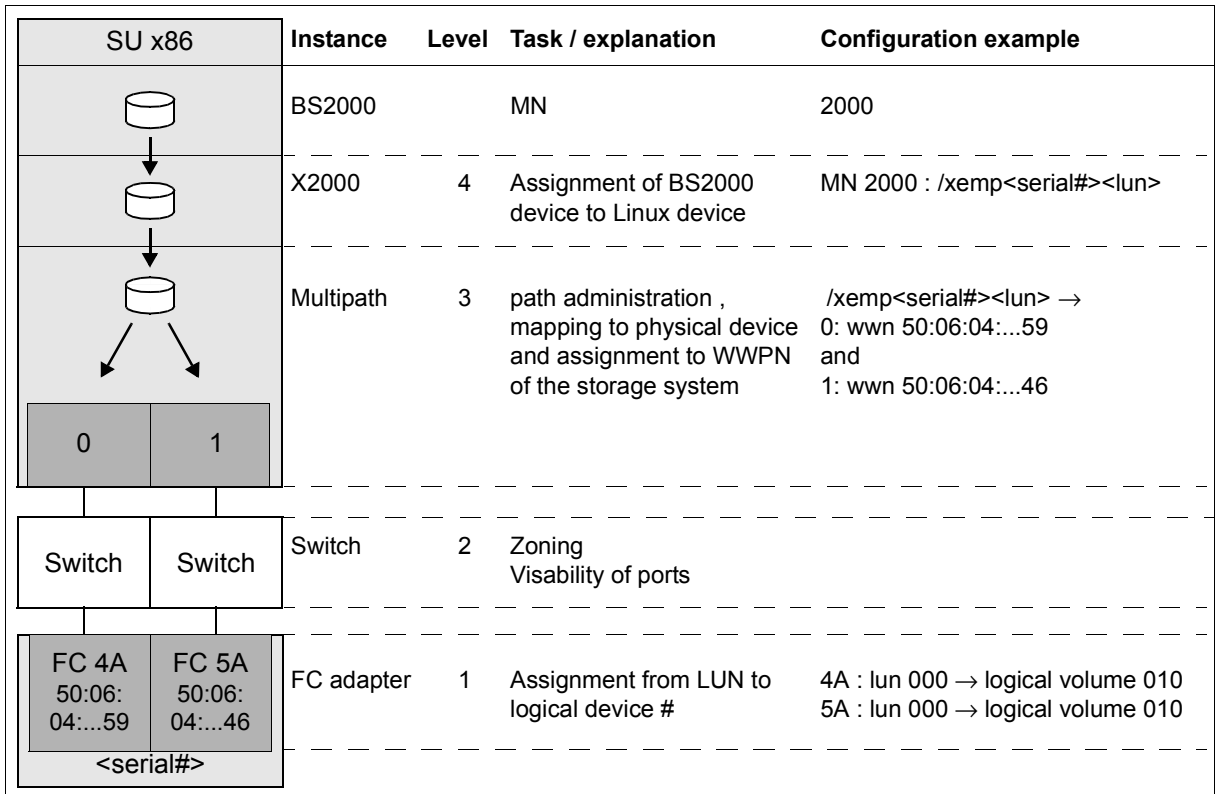 SU x86
Instance Level Task / explanation Configuration example
BS2000 MN 2000
X2000 4 Assignment of BS2000 MN 2000 : /xemp<serial#><lun>
device to Linux device
Multipath 3 path administration , /xemp<serial#><lun> →
mapping to physical device 0: wwn 50:06:04:...59
and assignment to WWPN and
of the storage system 1: wwn 50:06:04:...46
0 1
Switch Switch
Switch 2 Zoning
Visability of ports
FC 4A FC 5A
50:06: 50:06:
04:...59 04:...46
<serial#>
FC adapter 1 Assignment from LUN to 4A : lun 000 → logical volume 010
logical device # 5A : lun 000 → logical volume 010